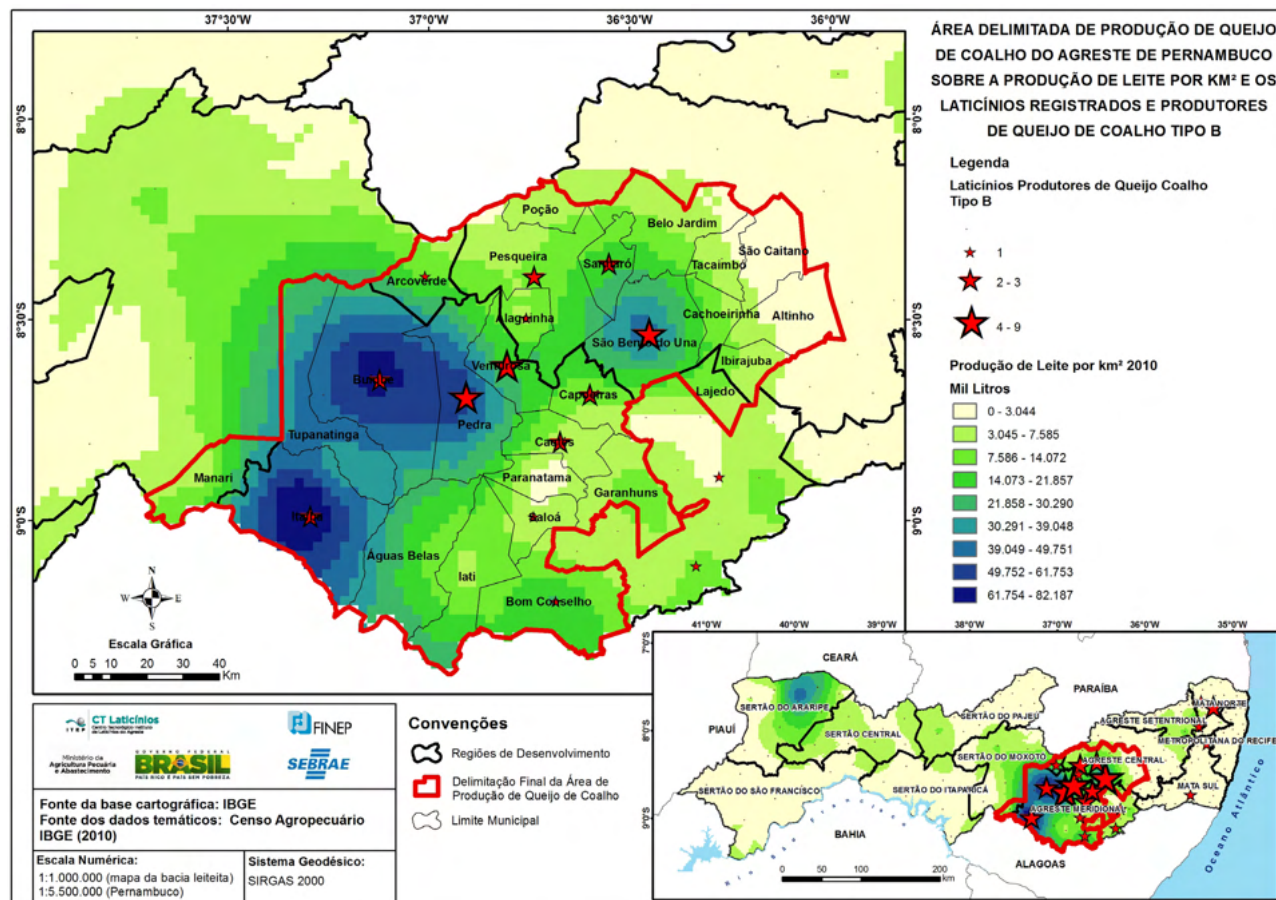 37°30'W 37°0'W 36°30'W 36°0'W
8°0'S
8°0'S
8°30'S
8°30'S
9°0'S
9°0'S
Poção
Belo Jardim
São Caitano
Pesqueira
Sanharó
Tacaimbó
Arcoverde
Alagoinha
Cachoeirinha
Altinho
São Bento do Una
Venturosa
Ibirajuba
Buíque
Capoeiras
Lajedo
Pedra
Tupanatinga
Caetés
Manari
Paranatama
Garanhuns
Itaíba
Saloá
Águas Belas
Iati
Bom Conselho
N
W E
S
Escala Gráfica
0 5 10 20 30 40
Km
ÁREA DELIMITADA DE PRODUÇÃO DE QUEIJO
DE COALHO DO AGRESTE DE PERNAMBUCO
SOBRE A PRODUÇÃO DE LEITE POR KM² E OS
LATICÍNIOS REGISTRADOS E PRODUTORES
DE QUEIJO DE COALHO TIPO B
Legenda
Laticínios Produtores de Queijo Coalho
Tipo B
1
2 - 3
4 - 9
Produção de Leite por km² 2010
Mil Litros
0 - 3.044
3.045 - 7.585
7.586 - 14.072
14.073 - 21.857
21.858 - 30.290
30.291 - 39.048
39.049 - 49.751
49.752 - 61.753
61.754 - 82.187
CT Laticínios
ITEP
FINEP
Ministério da
Agricultura Pecuária
e Abastecimento
GOVERNO FEDERAL
BRASIL
PAÍS RICO É PAÍS SEM POBREZA
SEBRAE
Fonte da base cartográfica: IBGE
Fonte dos dados temáticos: Censo Agropecuário
IBGE (2010)
Escala Numérica:
1:1.000.000 (mapa da bacia leiteita)
1:5.500.000 (Pernambuco)
Sistema Geodésico:
SIRGAS 2000
Convenções
Regiões de Desenvolvimento
Delimitação Final da Área de
Produção de Queijo de Coalho
Limite Municipal
41°0'W 40°0'W 39°0'W 38°0'W 37°0'W 36°0'W 35°0'W
7°0'S
8°0'S
9°0'S
CEARÁ
PARAÍBA
PIAUÍ
SERTÃO DO ARARIPE
SERTÃO DO PAJEÚ
MATA NORTE
AGRESTE SETENTRIONAL
SERTÃO CENTRAL
METROPOLITANA DO RECIFE
SERTÃO DO MOXOTÓ
AGRESTE CENTRAL
SERTÃO DO SÃO FRANCISCO
SERTÃO DO ITAPARICA
MATA SUL
AGRESTE MERIDIONAL
BAHIA
ALAGOAS
Oceano Atlântico
0 50 100 200
km